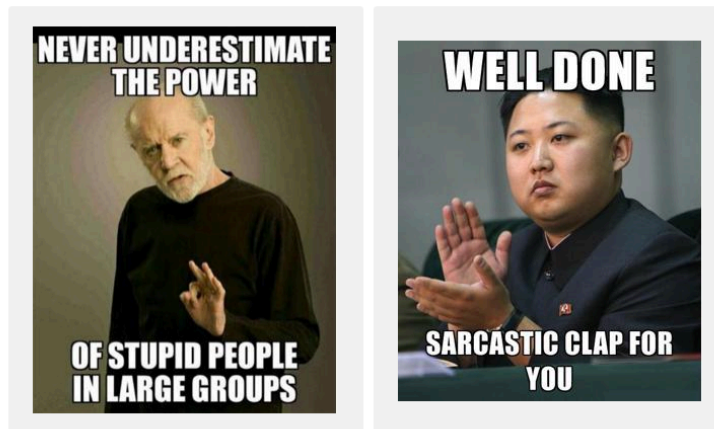 NEVER UNDERESTIMATE
THE POWER
OF STUPID PEOPLE
IN LARGE GROUPS
WELL DONE
SARCASTIC CLAP FOR
YOU